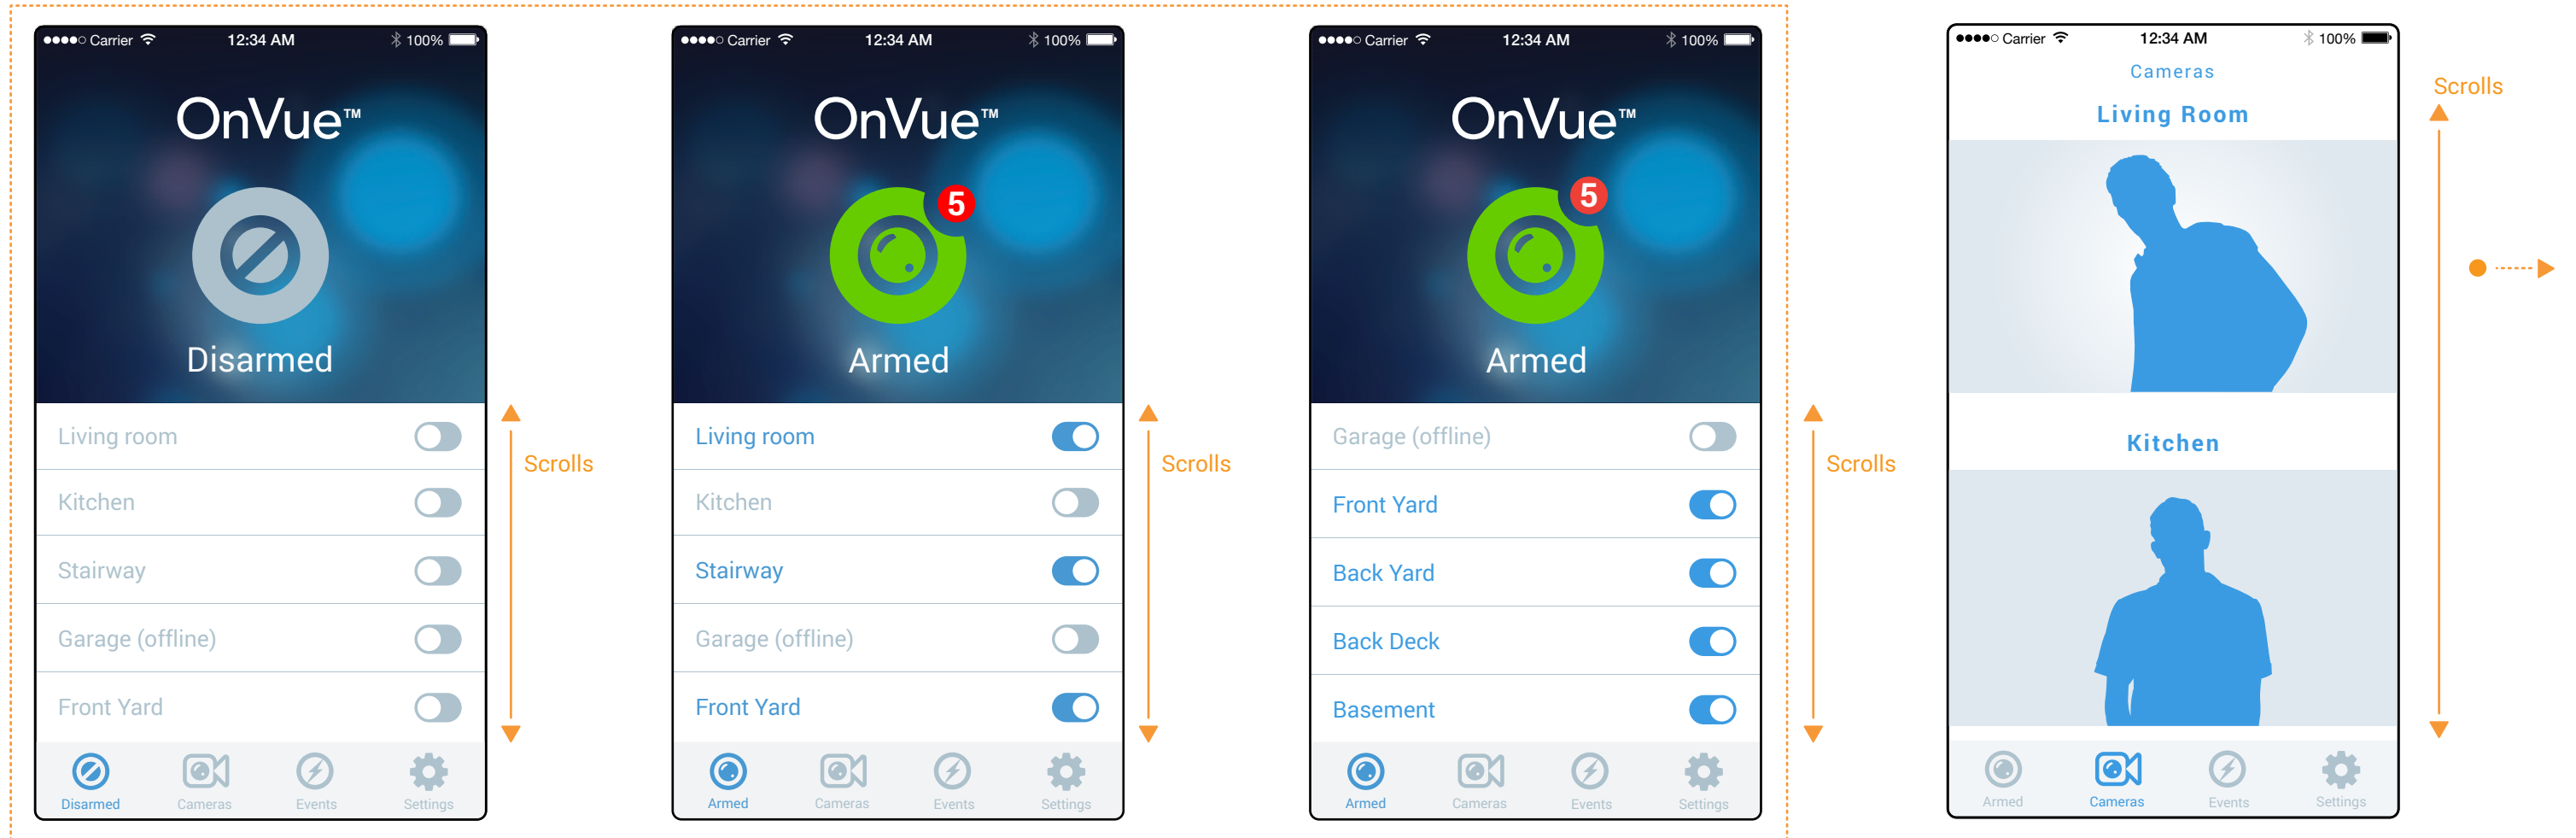 Carrier 12:34 AM 100%
OnVue™
Disarmed
Living room
Kitchen
Stairway
Garage (offline)
Front Yard
Disarmed Cameras Events Settings
Scrolls
Carrier 12:34 AM 100%
OnVue™
5
Armed
Living room
Kitchen
Stairway
Garage (offline)
Front Yard
Armed Cameras Events Settings
Scrolls
Carrier 12:34 AM 100%
OnVue™
5
Armed
Garage (offline)
Front Yard
Back Yard
Back Deck
Basement
Armed Cameras Events Settings
Scrolls
Carrier 12:34 AM 100%
Cameras
Living Room
Kitchen
Armed Cameras Events Settings
Scrolls